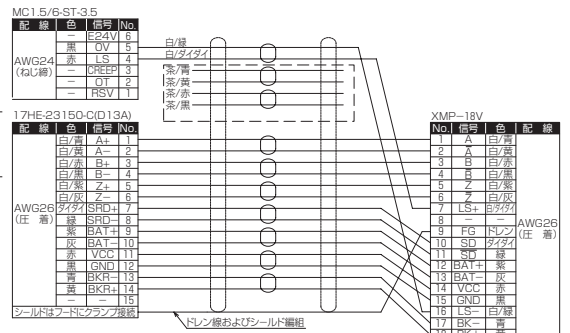 MC1.5/6-ST-3.5
配 線 色 信号 No.
AWG24
(ねじ締)
－ E24V 6
黒 0V 5
赤 LS 4
－ CREEP 3
－ OT 2
－ RSV 1
白/緑
白/ダイダイ
茶/青
茶/黄
茶/赤
茶/黒
17HE-23150-C(D13A)
配 線 色 信号 No.
AWG26
(圧 着)
白/青 A+ 1
白/黄 A− 2
白/赤 B+ 3
白/黒 B− 4
白/紫 Z+ 5
白/灰 Z− 6
ダイダイ SRD+ 7
緑 SRD− 8
紫 BAT+ 9
灰 BAT− 10
赤 VCC 11
黒 GND 12
青 BKR− 13
黄 BKR+ 14
－ － 15
シールドはフードにクランプ接続
ドレン線およびシールド編組
XMP−18V
No. 信号 色 配 線
1 A 白/青
2 A̅ 白/黄
3 B 白/赤
4 B̅ 白/黒
5 Z 白/紫
6 Z̅ 白/灰
7 LS+ 白/ダイダイ
8 － －
9 FG ドレン
10 SD ダイダイ
11 S̅D̅ 緑
12 BAT+ 紫
13 BAT− 灰
14 VCC 赤
15 GND 黒
16 LS− 白/緑
17 BK− 青
AWG26
(圧 着)